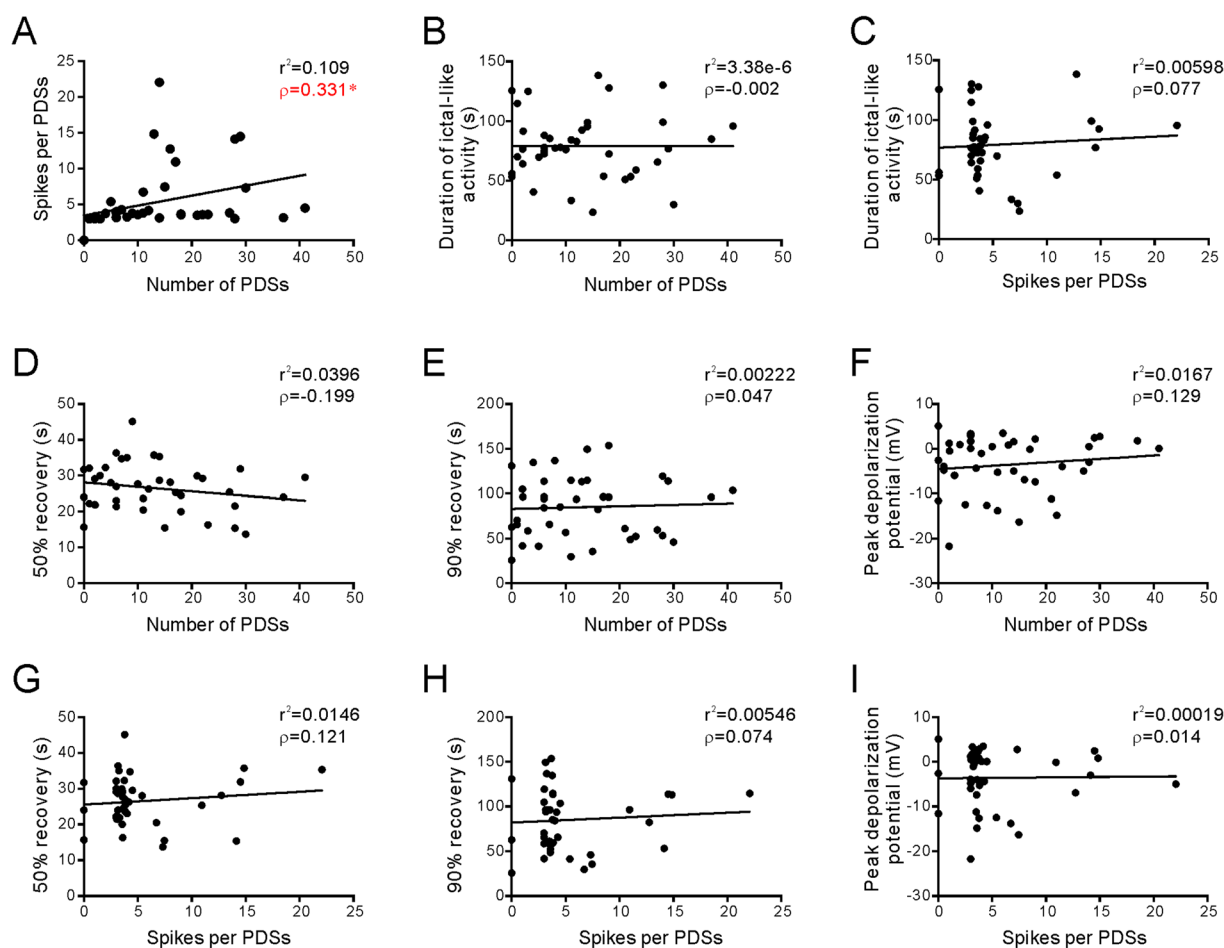 A
r²=0.109
ρ=0.331*
Spikes per PDSs
25
20
15
10
5
0
0 10 20 30 40 50
Number of PDSs
B
r²=3.38e-6
ρ=-0.002
Duration of ictal-like
activity (s)
150
100
50
0
0 10 20 30 40 50
Number of PDSs
C
r²=0.00598
ρ=0.077
Duration of ictal-like
activity (s)
150
100
50
0
0 5 10 15 20 25
Spikes per PDSs
D
r²=0.0396
ρ=-0.199
50% recovery (s)
50
40
30
20
10
0
0 10 20 30 40 50
Number of PDSs
E
r²=0.00222
ρ=0.047
90% recovery (s)
200
150
100
50
0
0 10 20 30 40 50
Number of PDSs
F
r²=0.0167
ρ=0.129
Peak depolarization
potential (mV)
10
0
-10
-20
-30
0 10 20 30 40 50
Number of PDSs
G
r²=0.0146
ρ=0.121
50% recovery (s)
50
40
30
20
10
0
0 5 10 15 20 25
Spikes per PDSs
H
r²=0.00546
ρ=0.074
90% recovery (s)
200
150
100
50
0
0 5 10 15 20 25
Spikes per PDSs
I
r²=0.00019
ρ=0.014
Peak depolarization
potential (mV)
10
0
-10
-20
-30
0 5 10 15 20 25
Spikes per PDSs